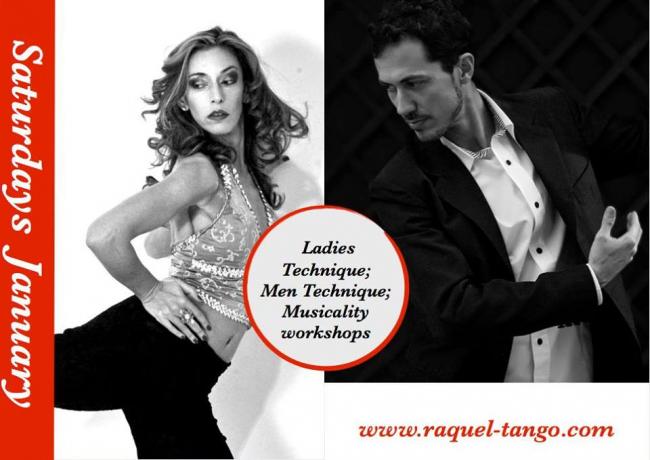 Saturdays January
Ladies
Technique;
Men Technique;
Musicality
workshops
www.raquel-tango.com